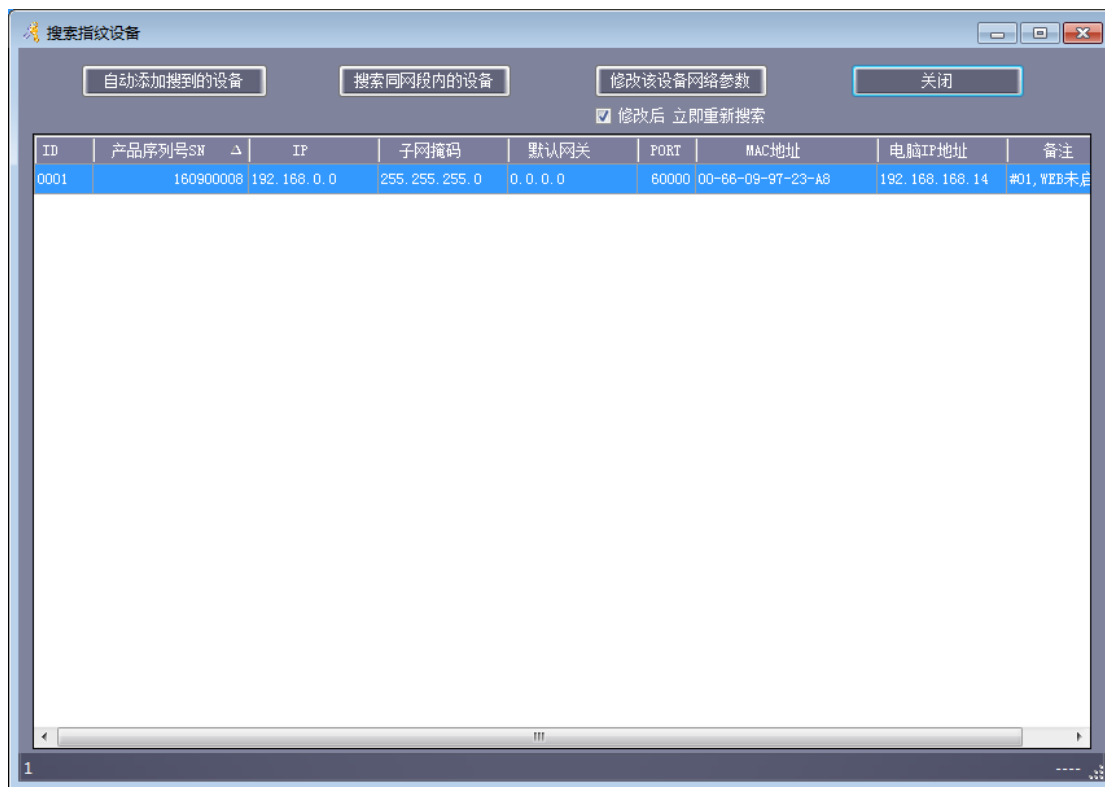 搜索指纹设备
自动添加搜到的设备 搜索同网段内的设备 修改该设备网络参数 关闭
修改后 立即重新搜索
ID 产品序列号SN IP 子网掩码 默认网关 PORT MAC地址 电脑IP地址 备注
0001 160900008 192.168.0.0 255.255.255.0 0.0.0.0 60000 00-66-09-97-23-A8 192.168.168.14 #01,WEB未
1 ----